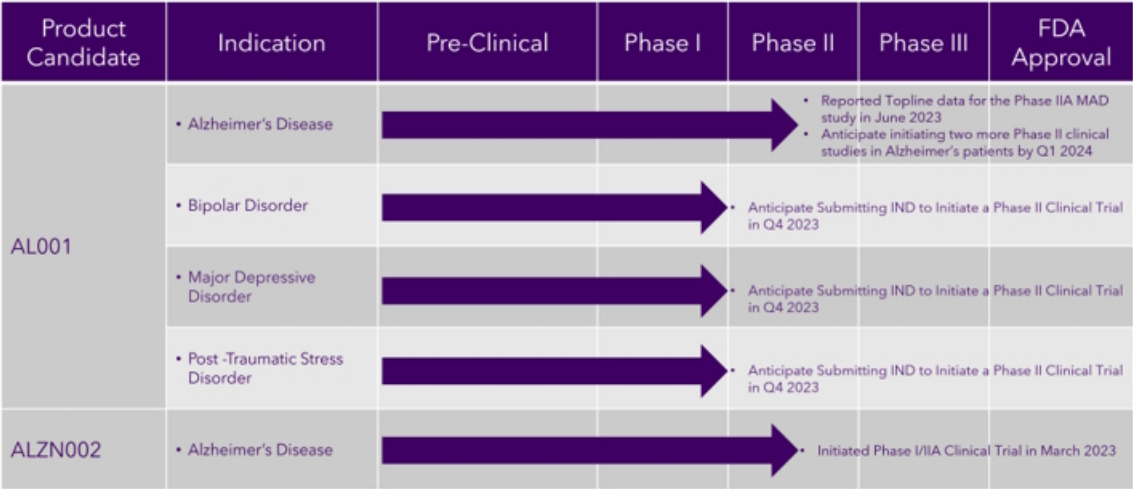 Product
Candidate
Indication
Pre-Clinical
Phase I
Phase II
Phase III
FDA
Approval
AL001
• Alzheimer's Disease
• Reported Topline data for the Phase IIA MAD
study in June 2023
• Anticipate initiating two more Phase II clinical
studies in Alzheimer's patients by Q1 2024
• Bipolar Disorder
• Anticipate Submitting IND to Initiate a Phase II Clinical Trial
in Q4 2023
• Major Depressive
Disorder
• Anticipate Submitting IND to Initiate a Phase II Clinical Trial
in Q4 2023
• Post -Traumatic Stress
Disorder
• Anticipate Submitting IND to Initiate a Phase II Clinical Trial
in Q4 2023
ALZN002
• Alzheimer's Disease
• Initiated Phase I/IIA Clinical Trial in March 2023